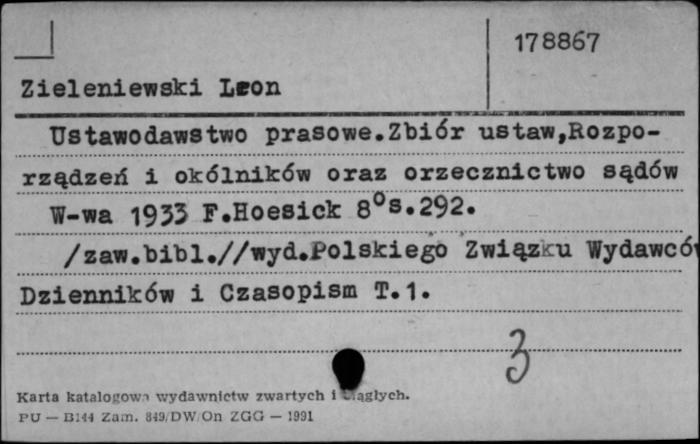 178867
Zieleniewski Leon
Ustawodawstwo prasowe.Zbiór ustaw,Rozpo-
rządzeń i okólników oraz orzecznictwo sądów
W-wa 1933 F.Hoesick 8°s.292.
/zaw.bibl.//wyd.Polskiego Związku Wydawców
Dzienników i Czasopism T.1.
3
Karta katalogowa wydawnictw zwartych i ciągłych.
PU — B144 Zam. 849/DW/On ZGG — 1991